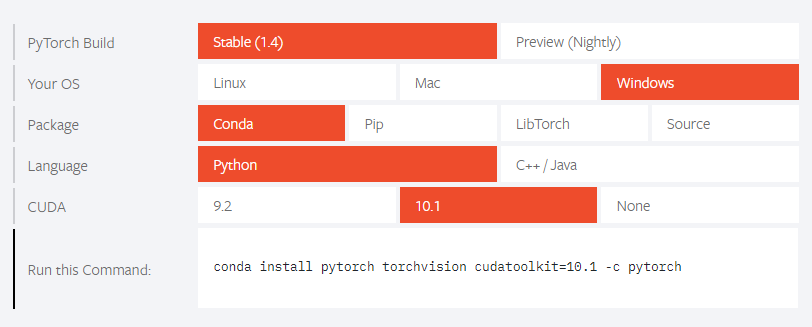 PyTorch Build Stable (1.4) Preview (Nightly)
Your OS Linux Mac Windows
Package Conda Pip LibTorch Source
Language Python C++ / Java
CUDA 9.2 10.1 None
Run this Command: conda install pytorch torchvision cudatoolkit=10.1 -c pytorch